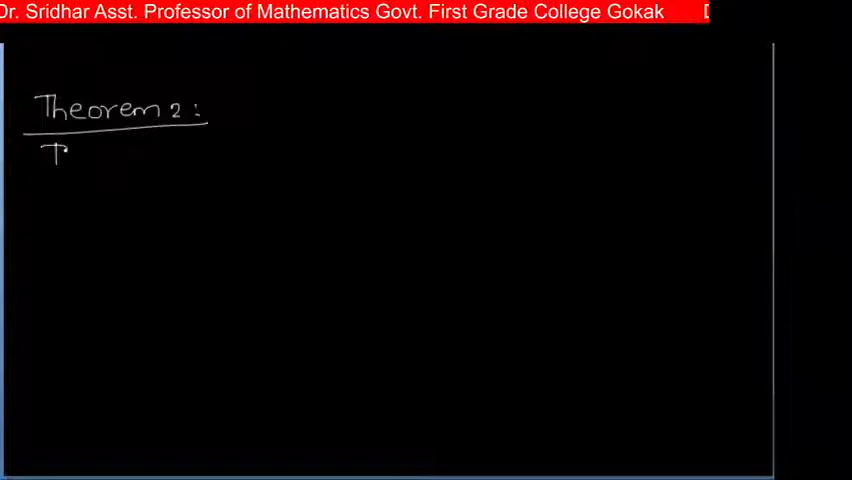 Dr. Sridhar Asst. Professor of Mathematics Govt. First Grade College Gokak
Theorem 2 :
T